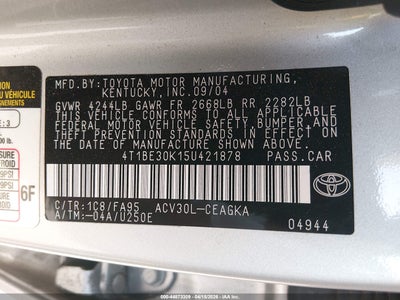 MFD.BY:TOYOTA MOTOR MANUFACTURING,
KENTUCKY,INC.09/04
GVWR 4244LB GAWR FR 2668LB RR 2282LB
THIS VEHICLE CONFORMS TO ALL APPLICABLE
FEDERAL MOTOR VEHICLE SAFETY,BUMPER,AND
THEFT PREVENTION STANDARDS IN EFFECT ON
THE DATE OF MANUFACTURE SHOWN ABOVE.
4T1BE30K15U421878 PASS.CAR
C/TR:1C8/FA95 ACV30L-CEAGKA
A/TM:-04A/U250E
TOYOTA
04944
6F